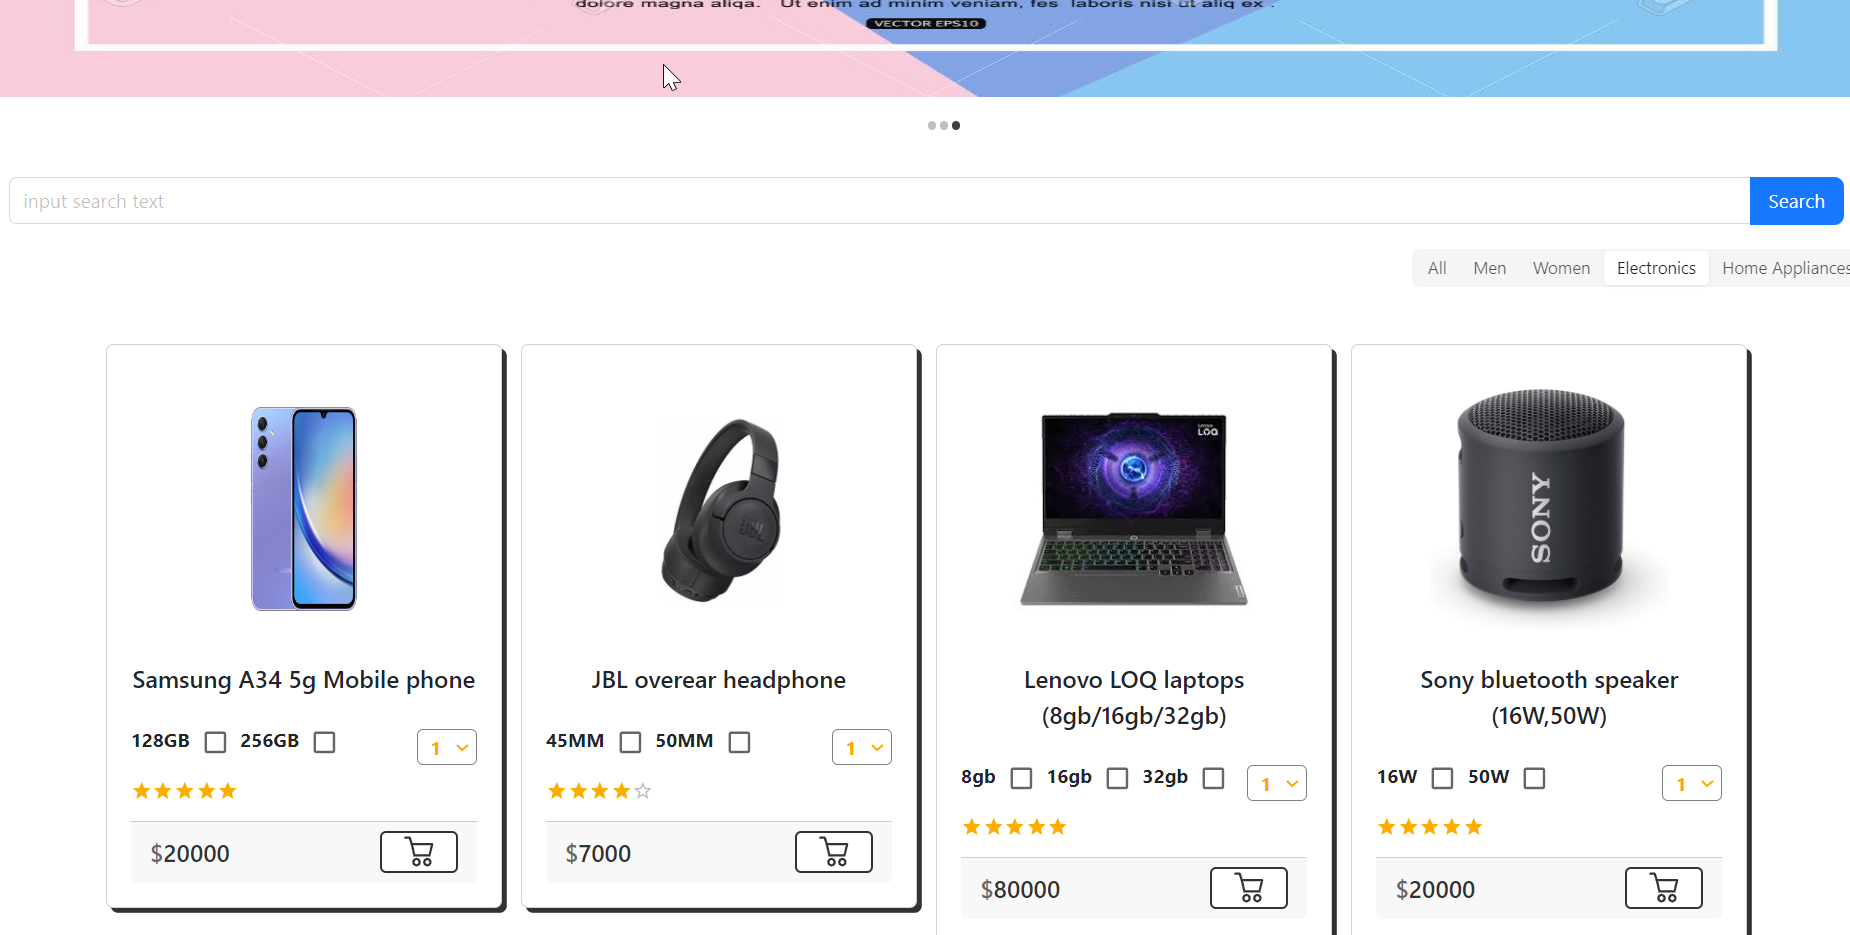 dolore magna aliqa. Ut enim ad minim veniam, fes laboris nisi ut aliq ex .
VECTOR EPS10
input search text
Search
All Men Women Electronics Home Appliances
LOQ
SONY
JBL
Samsung A34 5g Mobile phone
JBL overear headphone
Lenovo LOQ laptops
(8gb/16gb/32gb)
Sony bluetooth speaker
(16W,50W)
128GB 256GB 1
45MM 50MM 1
8gb 16gb 32gb 1
16W 50W 1
$20000
$7000
$80000
$20000